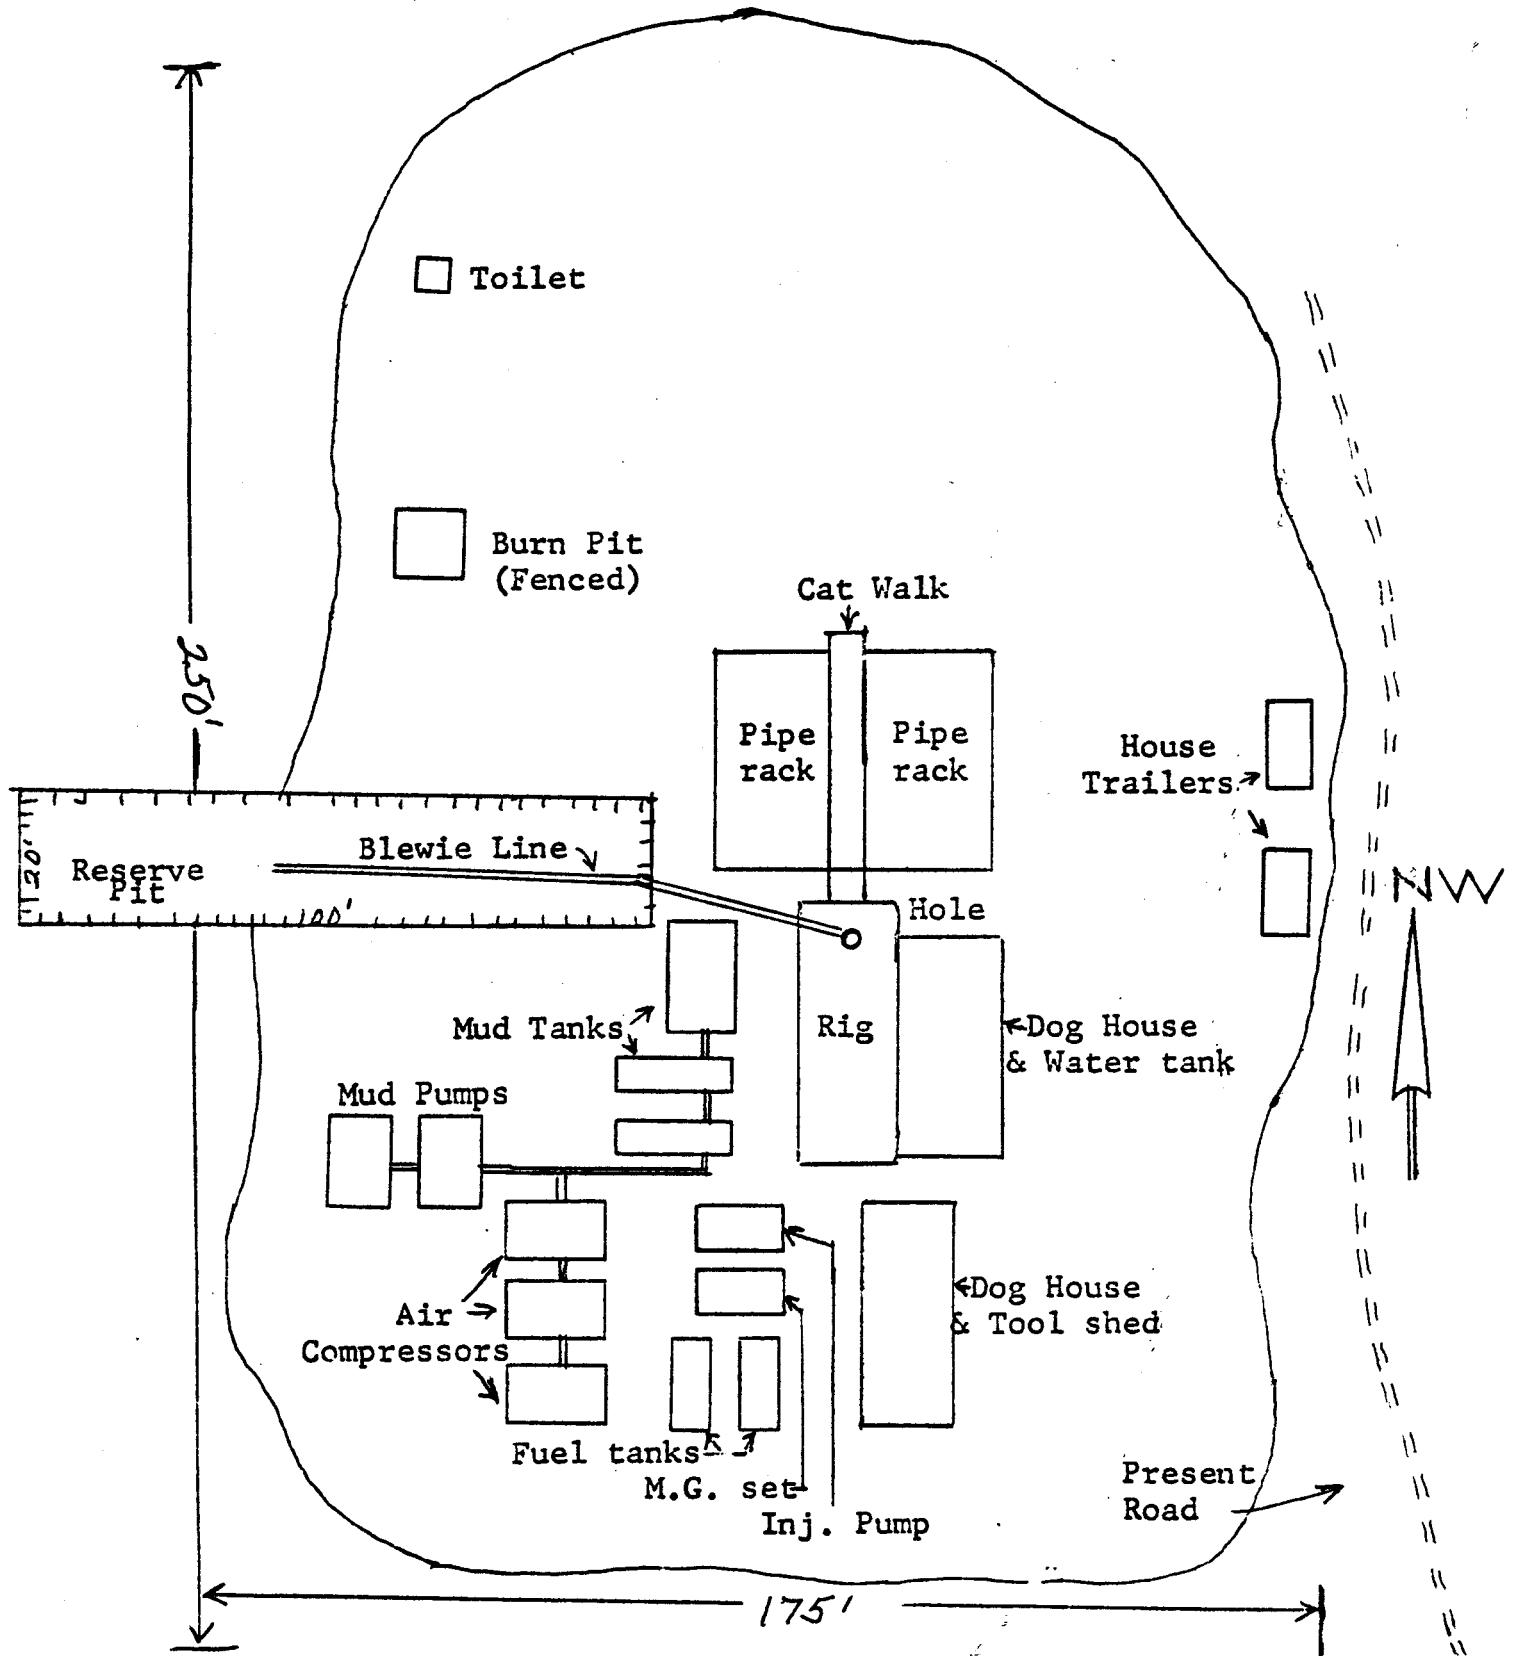 Toilet
Burn Pit
(Fenced)
Cat Walk
250'
Pipe
rack
Pipe
rack
House
Trailers
Blewie Line
Reserve
Pit
100'
NW
Hole
Mud Tanks
Rig
Dog House
& Water tank
Mud Pumps
Air
Compressors
Dog House
& Tool shed
Fuel tanks
M.G. set
Inj. Pump
Present
Road
175'